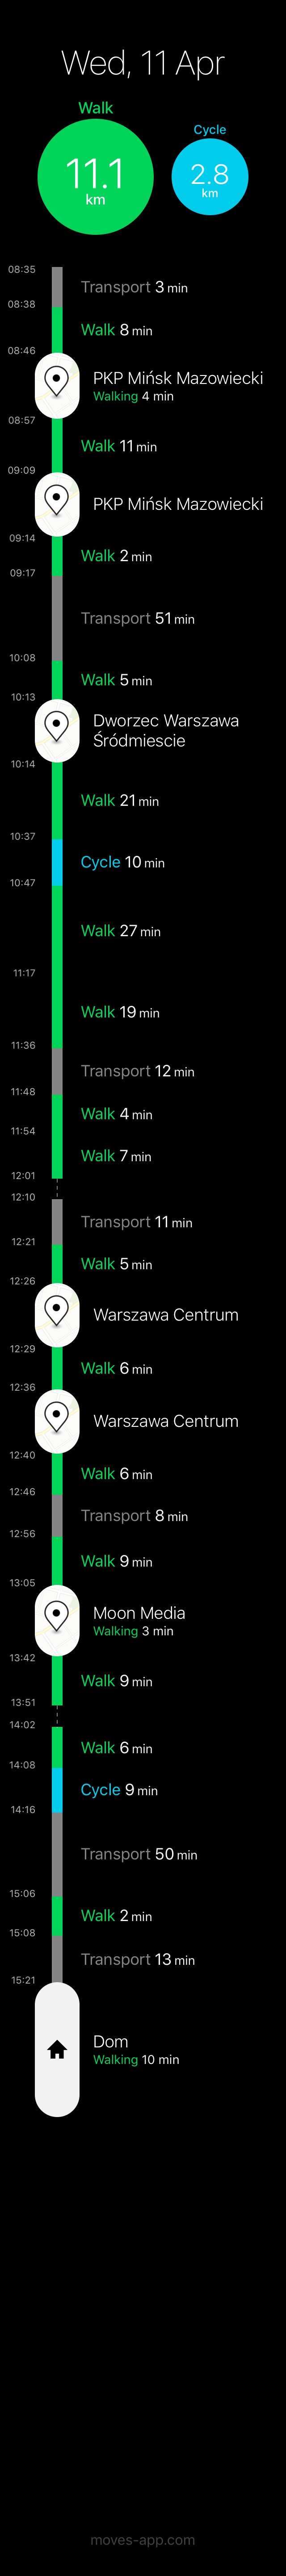 Wed, 11 Apr
Walk
11.1
km
Cycle
2.8
km
08:35
Transport 3 min
08:38
Walk 8 min
08:46
PKP Mińsk Mazowiecki
Walking 4 min
08:57
Walk 11 min
09:09
PKP Mińsk Mazowiecki
09:14
Walk 2 min
09:17
Transport 51 min
10:08
Walk 5 min
10:13
Dworzec Warszawa
Śródmiescie
10:14
Walk 21 min
10:37
Cycle 10 min
10:47
Walk 27 min
11:17
Walk 19 min
11:36
Transport 12 min
11:48
Walk 4 min
11:54
Walk 7 min
12:01
12:10
Transport 11 min
12:21
Walk 5 min
12:26
Warszawa Centrum
12:29
Walk 6 min
12:36
Warszawa Centrum
12:40
Walk 6 min
12:46
Transport 8 min
12:56
Walk 9 min
13:05
Moon Media
Walking 3 min
13:42
Walk 9 min
13:51
14:02
Walk 6 min
14:08
Cycle 9 min
14:16
Transport 50 min
15:06
Walk 2 min
15:08
Transport 13 min
15:21
Dom
Walking 10 min
moves-app.com